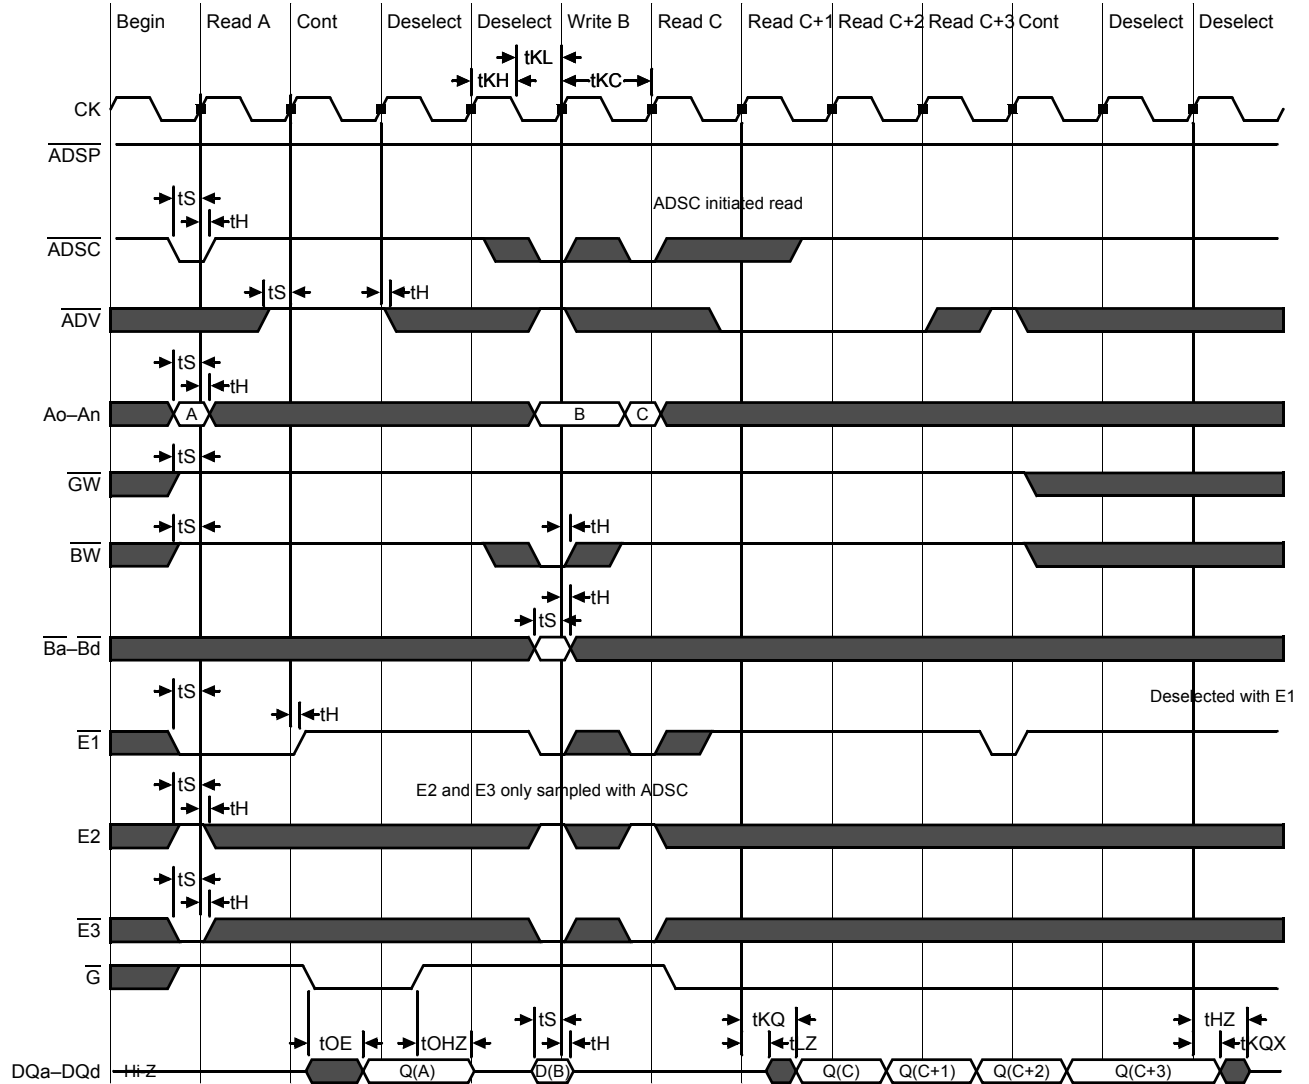 Begin Read A Cont Deselect Deselect Write B Read C Read C+1 Read C+2 Read C+3 Cont Deselect Deselect
tKL
tKH tKC
CK
ADSP
tS
ADSC initiated read
tH
ADSC
tS tH
ADV
tS
tH
Ao–An A B C
tS
GW
tS tH
BW
tH
tS
Ba–Bd
tS
Deselected with E1
tH
E1
tS
E2 and E3 only sampled with ADSC
tH
E2
tS
tH
E3
G
tS tKQ tHZ
tOE tOHZ tH tLZ tKQX
DQa–DQd Hi-Z Q(A) D(B) Q(C) Q(C+1) Q(C+2) Q(C+3)